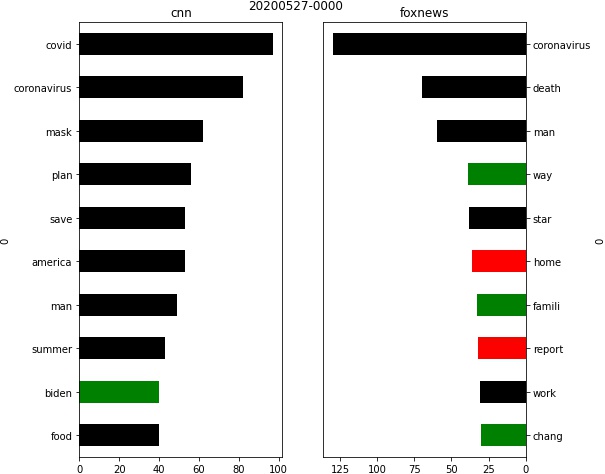 20200527-0000
cnn
foxnews
covid
coronavirus
mask
plan
save
america
man
summer
biden
food
0
0 20 40 60 80 100
coronavirus
death
man
way
star
home
famili
report
work
chang
0
125 100 75 50 25 0